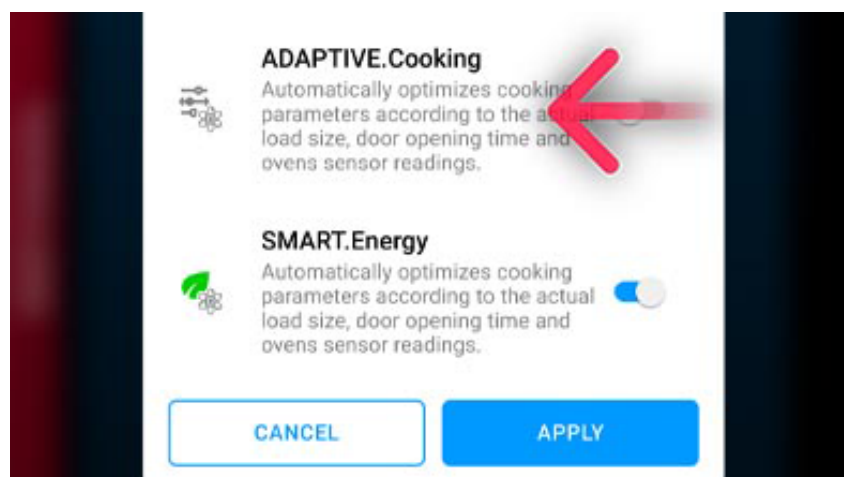 ADAPTIVE.Cooking
Automatically optimizes cooking
parameters according to the actual
load size, door opening time and
ovens sensor readings.
SMART.Energy
Automatically optimizes cooking
parameters according to the actual
load size, door opening time and
ovens sensor readings.
CANCEL
APPLY